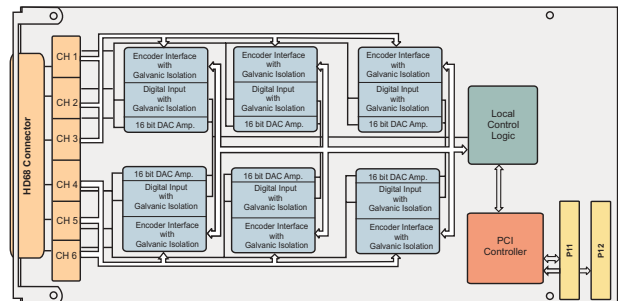 HD68 Connector
CH 1
CH 2
CH 3
CH 4
CH 5
CH 6
Encoder Interface
with
Galvanic Isolation
Digital Input
with
Galvanic Isolation
16 bit DAC Amp.
Encoder Interface
with
Galvanic Isolation
Digital Input
with
Galvanic Isolation
16 bit DAC Amp.
Encoder Interface
with
Galvanic Isolation
Digital Input
with
Galvanic Isolation
16 bit DAC Amp.
16 bit DAC Amp.
Digital Input
with
Galvanic Isolation
Encoder Interface
with
Galvanic Isolation
16 bit DAC Amp.
Digital Input
with
Galvanic Isolation
Encoder Interface
with
Galvanic Isolation
16 bit DAC Amp.
Digital Input
with
Galvanic Isolation
Encoder Interface
with
Galvanic Isolation
Local
Control
Logic
PCI
Controller
P11
P12